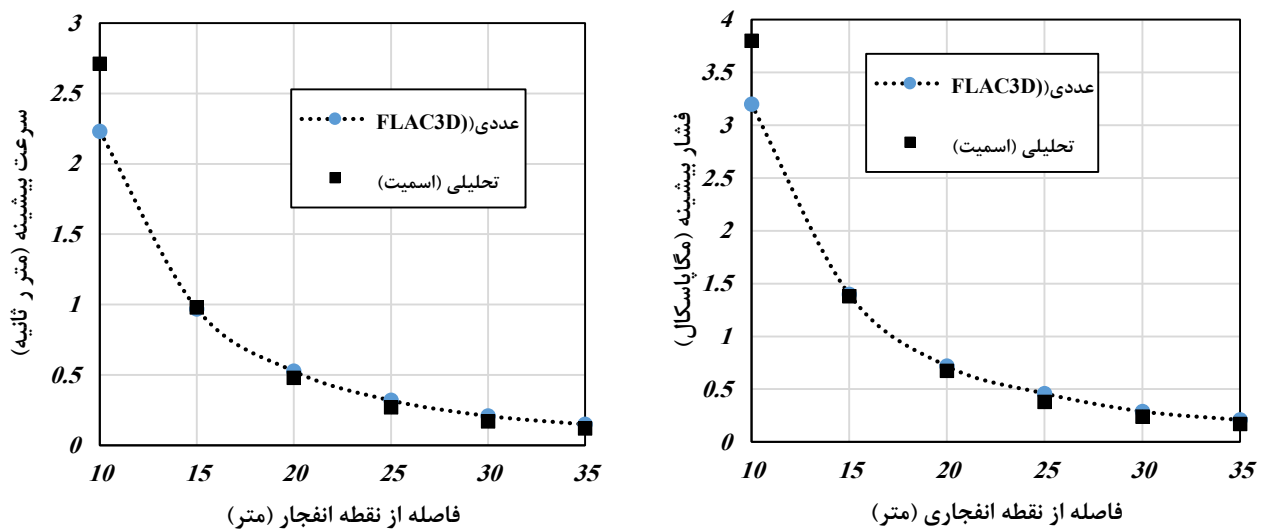 3
2.5
2
1.5
1
0.5
0
10 15 20 25 30 35
سرعت بیشینه (متر ر ثانیه)
فاصله از نقطه انفجار (متر)
عددی((FLAC3D
تحلیلی (اسمیت)
4
3.5
3
2.5
2
1.5
1
0.5
0
10 15 20 25 30 35
فشار بیشینه (مگاپاسکال)
فاصله از نقطه انفجاری (متر)
عددی((FLAC3D
تحلیلی (اسمیت)